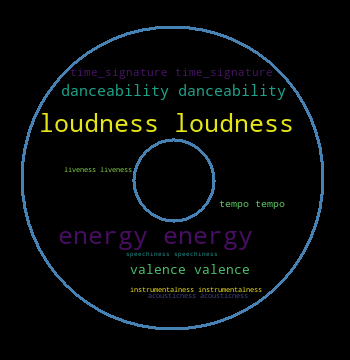 time_signature time_signature
danceability danceability
loudness loudness
liveness liveness
tempo tempo
energy energy
speechiness speechiness
valence valence
instrumentalness instrumentalness
acousticness acousticness